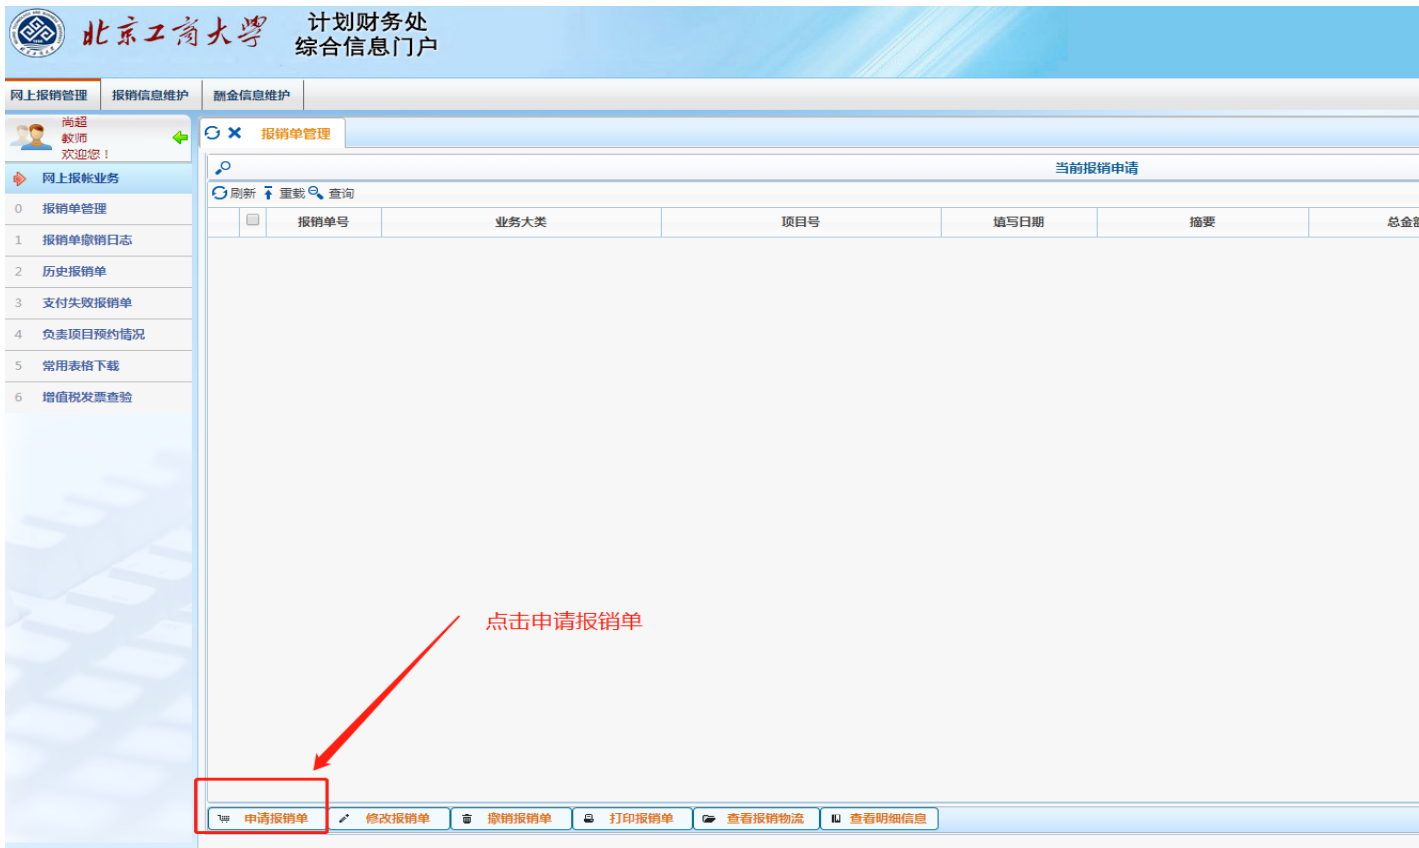 北京工商大学
计划财务处
综合信息门户
网上报销管理 报销信息维护 酬金信息维护
尚超
教师
欢迎您！
报销单管理
网上报帐业务
0 报销单管理
1 报销单撤销日志
2 历史报销单
3 支付失败报销单
4 负责项目预约情况
5 常用表格下载
6 增值税发票查验
当前报销申请
刷新 重载 查询
报销单号 业务大类 项目号 填写日期 摘要 总金额
点击申请报销单
申请报销单 修改报销单 撤销报销单 打印报销单 查看报销物流 查看明细信息